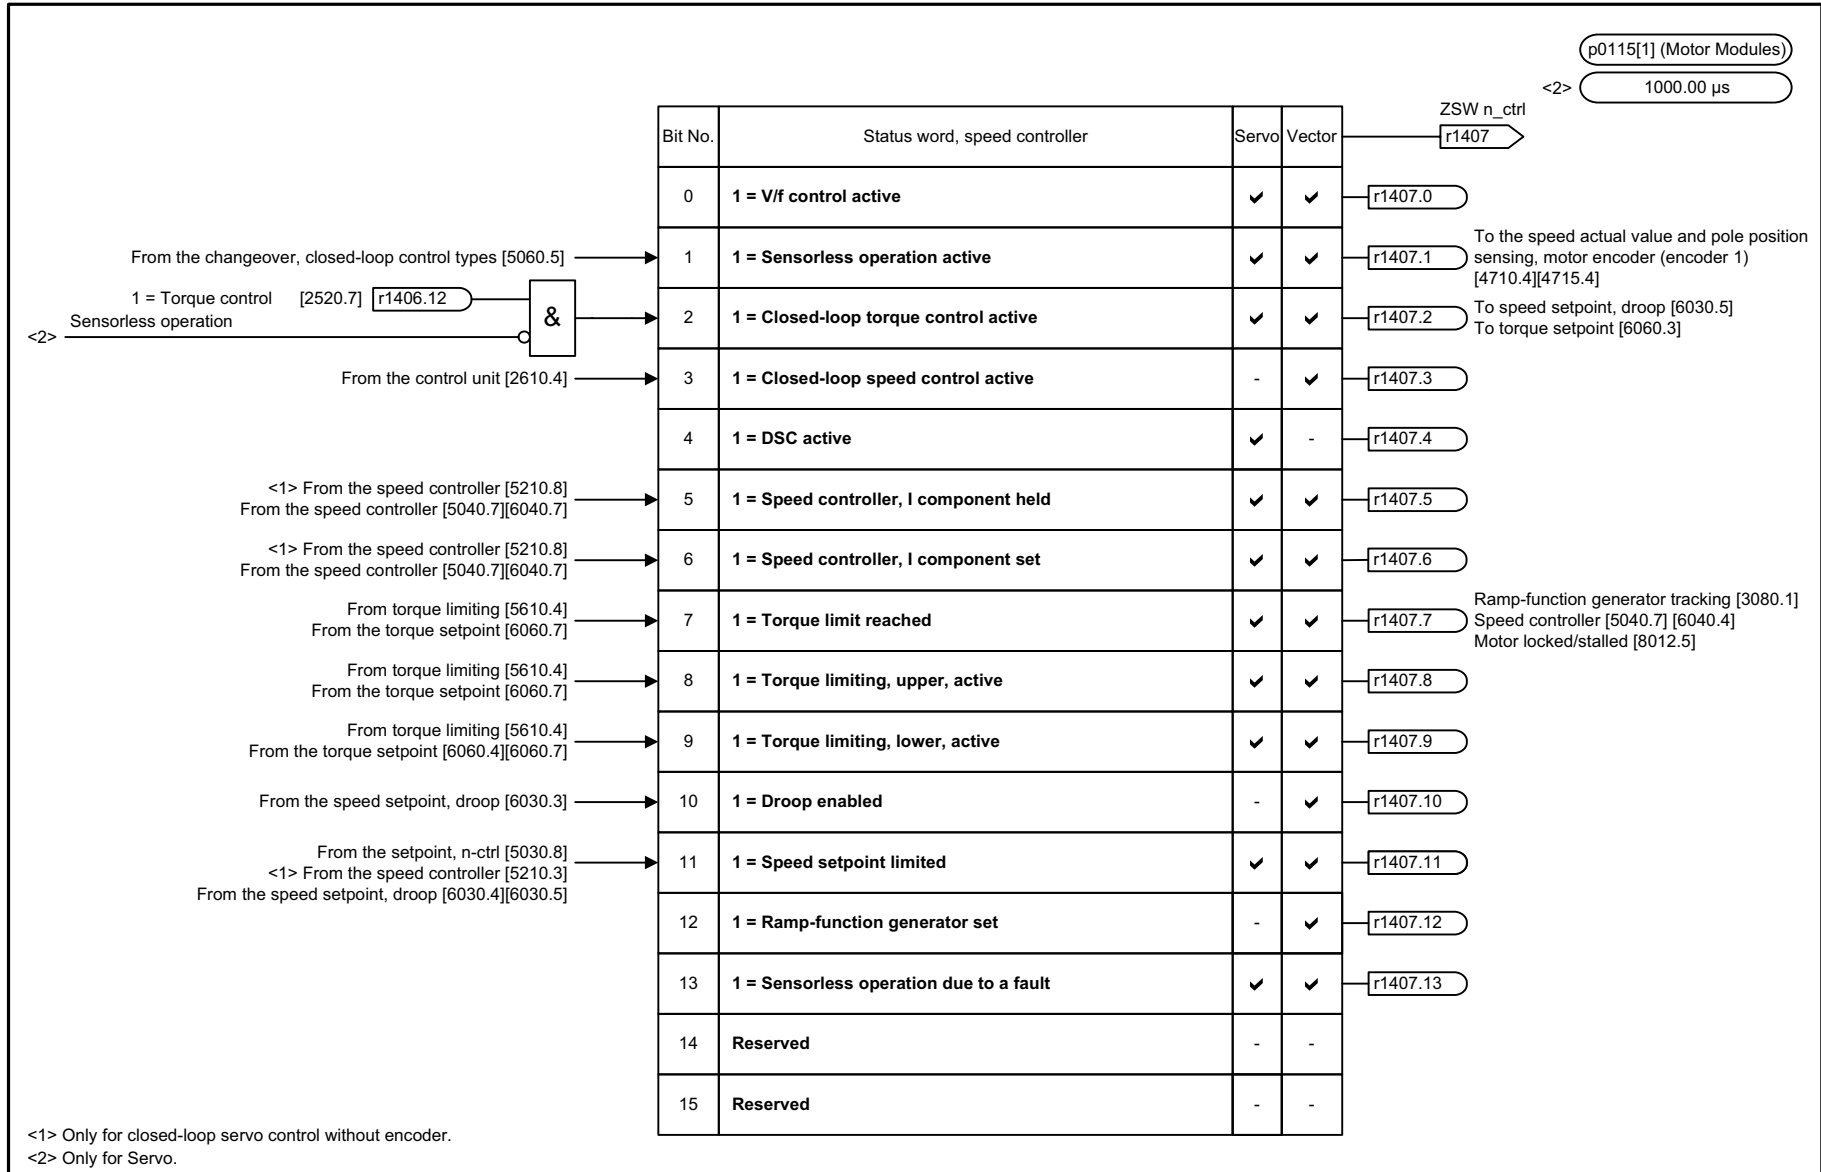 p0115[1] (Motor Modules)
<2> 1000.00 µs
ZSW n_ctrl
Bit No. Status word, speed controller Servo Vector r1407
0 1 = V/f control active ✔ ✔ r1407.0
From the changeover, closed-loop control types [5060.5] 1 1 = Sensorless operation active ✔ ✔ r1407.1
To the speed actual value and pole position
sensing, motor encoder (encoder 1)
[4710.4][4715.4]
1 = Torque control [2520.7] r1406.12
Sensorless operation
<2>
&
2 1 = Closed-loop torque control active ✔ ✔ r1407.2
To speed setpoint, droop [6030.5]
To torque setpoint [6060.3]
From the control unit [2610.4] 3 1 = Closed-loop speed control active - ✔ r1407.3
4 1 = DSC active ✔ - r1407.4
<1> From the speed controller [5210.8]
From the speed controller [5040.7][6040.7]
5 1 = Speed controller, I component held ✔ ✔ r1407.5
<1> From the speed controller [5210.8]
From the speed controller [5040.7][6040.7]
6 1 = Speed controller, I component set ✔ ✔ r1407.6
From torque limiting [5610.4]
From the torque setpoint [6060.7]
7 1 = Torque limit reached ✔ ✔ r1407.7
Ramp-function generator tracking [3080.1]
Speed controller [5040.7] [6040.4]
Motor locked/stalled [8012.5]
From torque limiting [5610.4]
From the torque setpoint [6060.7]
8 1 = Torque limiting, upper, active ✔ ✔ r1407.8
From torque limiting [5610.4]
From the torque setpoint [6060.4][6060.7]
9 1 = Torque limiting, lower, active ✔ ✔ r1407.9
From the speed setpoint, droop [6030.3] 10 1 = Droop enabled - ✔ r1407.10
From the setpoint, n-ctrl [5030.8]
<1> From the speed controller [5210.3]
From the speed setpoint, droop [6030.4][6030.5]
11 1 = Speed setpoint limited ✔ ✔ r1407.11
12 1 = Ramp-function generator set - ✔ r1407.12
13 1 = Sensorless operation due to a fault ✔ ✔ r1407.13
14 Reserved - -
15 Reserved - -
<1> Only for closed-loop servo control without encoder.
<2> Only for Servo.